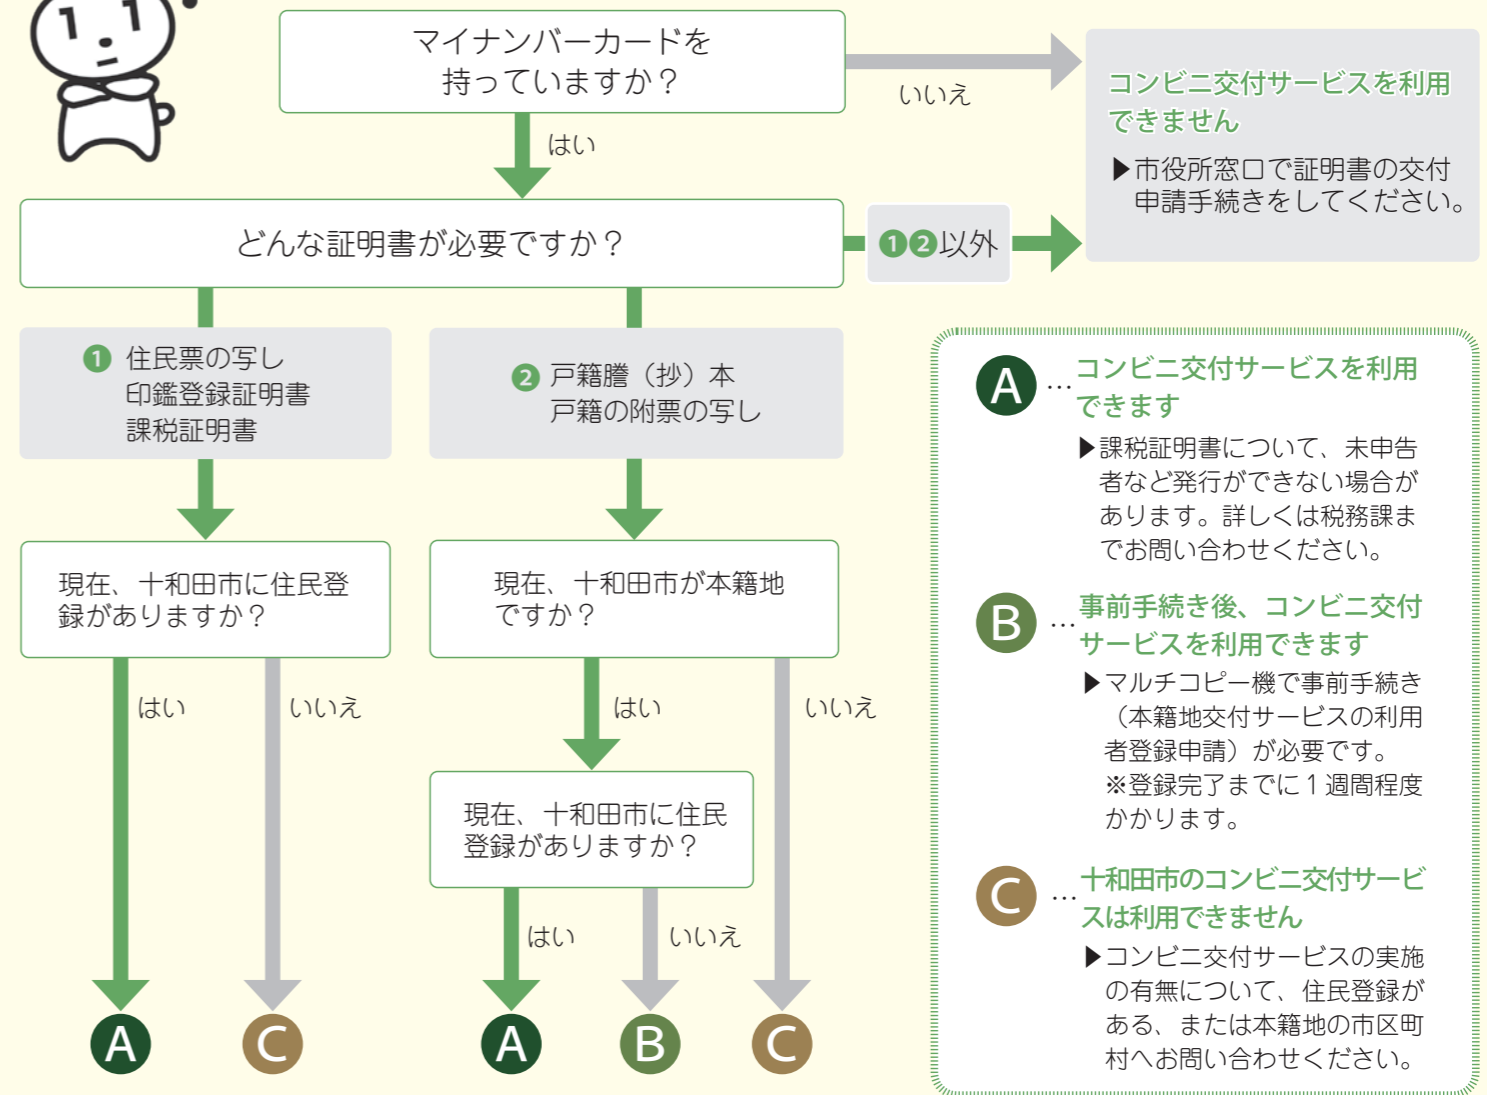 マイナンバーカードを
持っていますか？
いいえ
はい
コンビニ交付サービスを利用
できません
▶市役所窓口で証明書の交付
申請手続きをしてください。
どんな証明書が必要ですか？
❶❷以外
❶ 住民票の写し
印鑑登録証明書
課税証明書
❷ 戸籍謄（抄）本
戸籍の附票の写し
現在、十和田市に住民登
録がありますか？
はい
いいえ
現在、十和田市が本籍地
ですか？
はい
いいえ
現在、十和田市に住民
登録がありますか？
はい
いいえ
A
C
A
B
C
A … コンビニ交付サービスを利用
できます
▶課税証明書について、未申告
者など発行ができない場合が
あります。詳しくは税務課ま
でお問い合わせください。
B … 事前手続き後、コンビニ交付
サービスを利用できます
▶マルチコピー機で事前手続き
（本籍地交付サービスの利用
者登録申請）が必要です。
※登録完了までに１週間程度
かかります。
C … 十和田市のコンビニ交付サービ
スは利用できません
▶コンビニ交付サービスの実施
の有無について、住民登録が
ある、または本籍地の市区町
村へお問い合わせください。